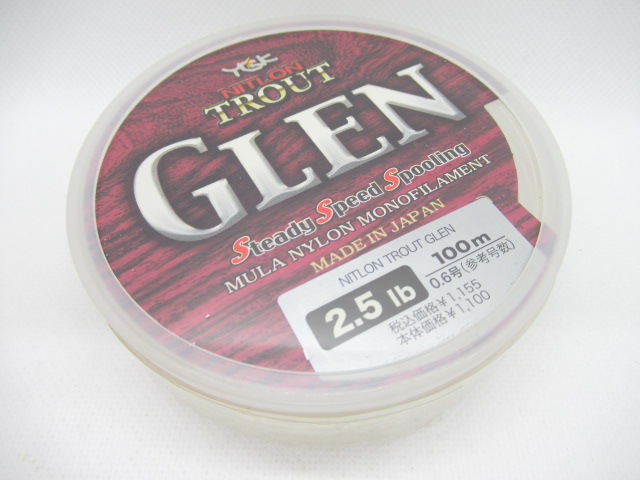 YGK
NITLON
TROUT
GLEN
Steady Speed Spooling
MULA NYLON MONOFILAMENT
MADE IN JAPAN
NITLON TROUT GLEN
2.5 lb
100m
0.6号(参考号数)
税込価格¥1,155
本体価格¥1,100